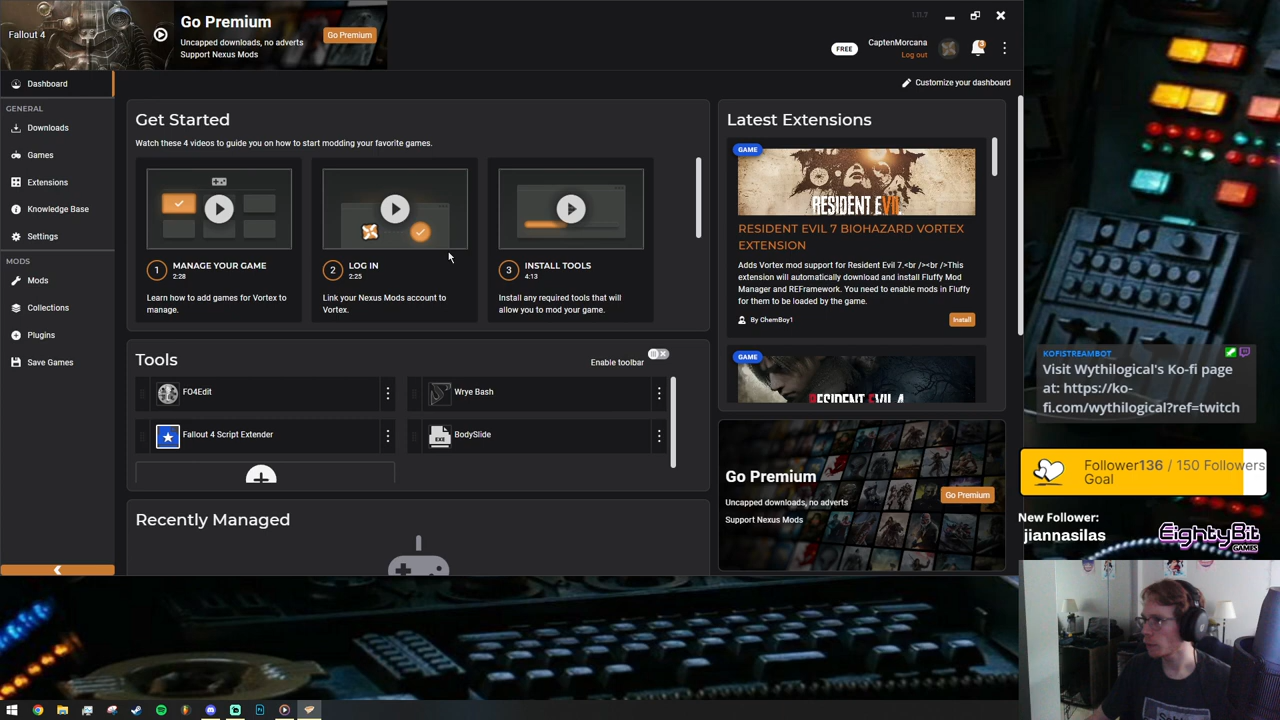 Fallout 4
Go Premium
Uncapped downloads, no adverts
Support Nexus Mods
Go Premium
1.11.7
FREE
CaptenMorcana
Log out
Dashboard
Customize your dashboard
GENERAL
Downloads
Games
Extensions
Knowledge Base
Settings
MODS
Mods
Collections
Plugins
Save Games
Get Started
Watch these 4 videos to guide you on how to start modding your favorite games.
1
MANAGE YOUR GAME
2:28
Learn how to add games for Vortex to
manage.
2
LOG IN
2:25
Link your Nexus Mods account to
Vortex.
3
INSTALL TOOLS
4:13
Install any required tools that will
allow you to mod your game.
Tools
Enable toolbar
FO4Edit
Wrye Bash
Fallout 4 Script Extender
EXE
BodySlide
Recently Managed
Latest Extensions
GAME
RESIDENT EVIL
RESIDENT EVIL 7 BIOHAZARD VORTEX
EXTENSION
Adds Vortex mod support for Resident Evil 7.<br /><br />This
extension will automatically download and install Fluffy Mod
Manager and REFramework. You need to enable mods in Fluffy
for them to be loaded by the game.
By ChemBoy1
Install
GAME
RESIDENT EVIL 4
Go Premium
Uncapped downloads, no adverts
Support Nexus Mods
Go Premium
KOFISTREAMBOT
Visit Wythilogical's Ko-fi page
at: https://ko-
fi.com/wythilogical?ref=twitch
Follower136 / 150 Followers
Goal
New Follower:
jiannasilas
EightyBit
GAMES